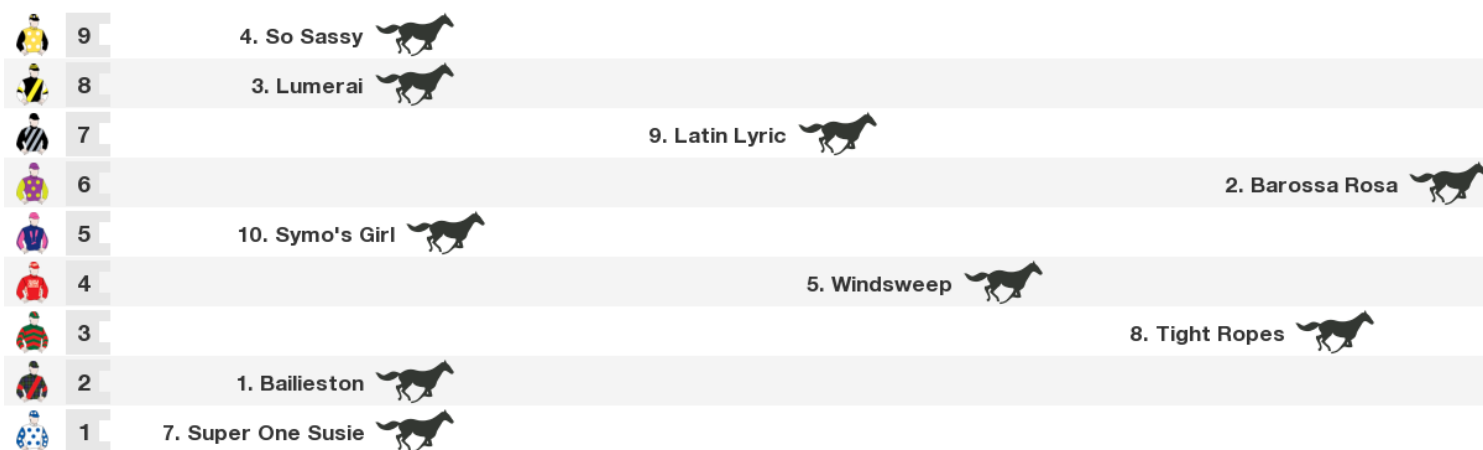 9 4. So Sassy
8 3. Lumerai
7 9. Latin Lyric
6 2. Barossa Rosa
5 10. Symo's Girl
4 5. Windsweep
3 8. Tight Ropes
2 1. Bailieston
1 7. Super One Susie